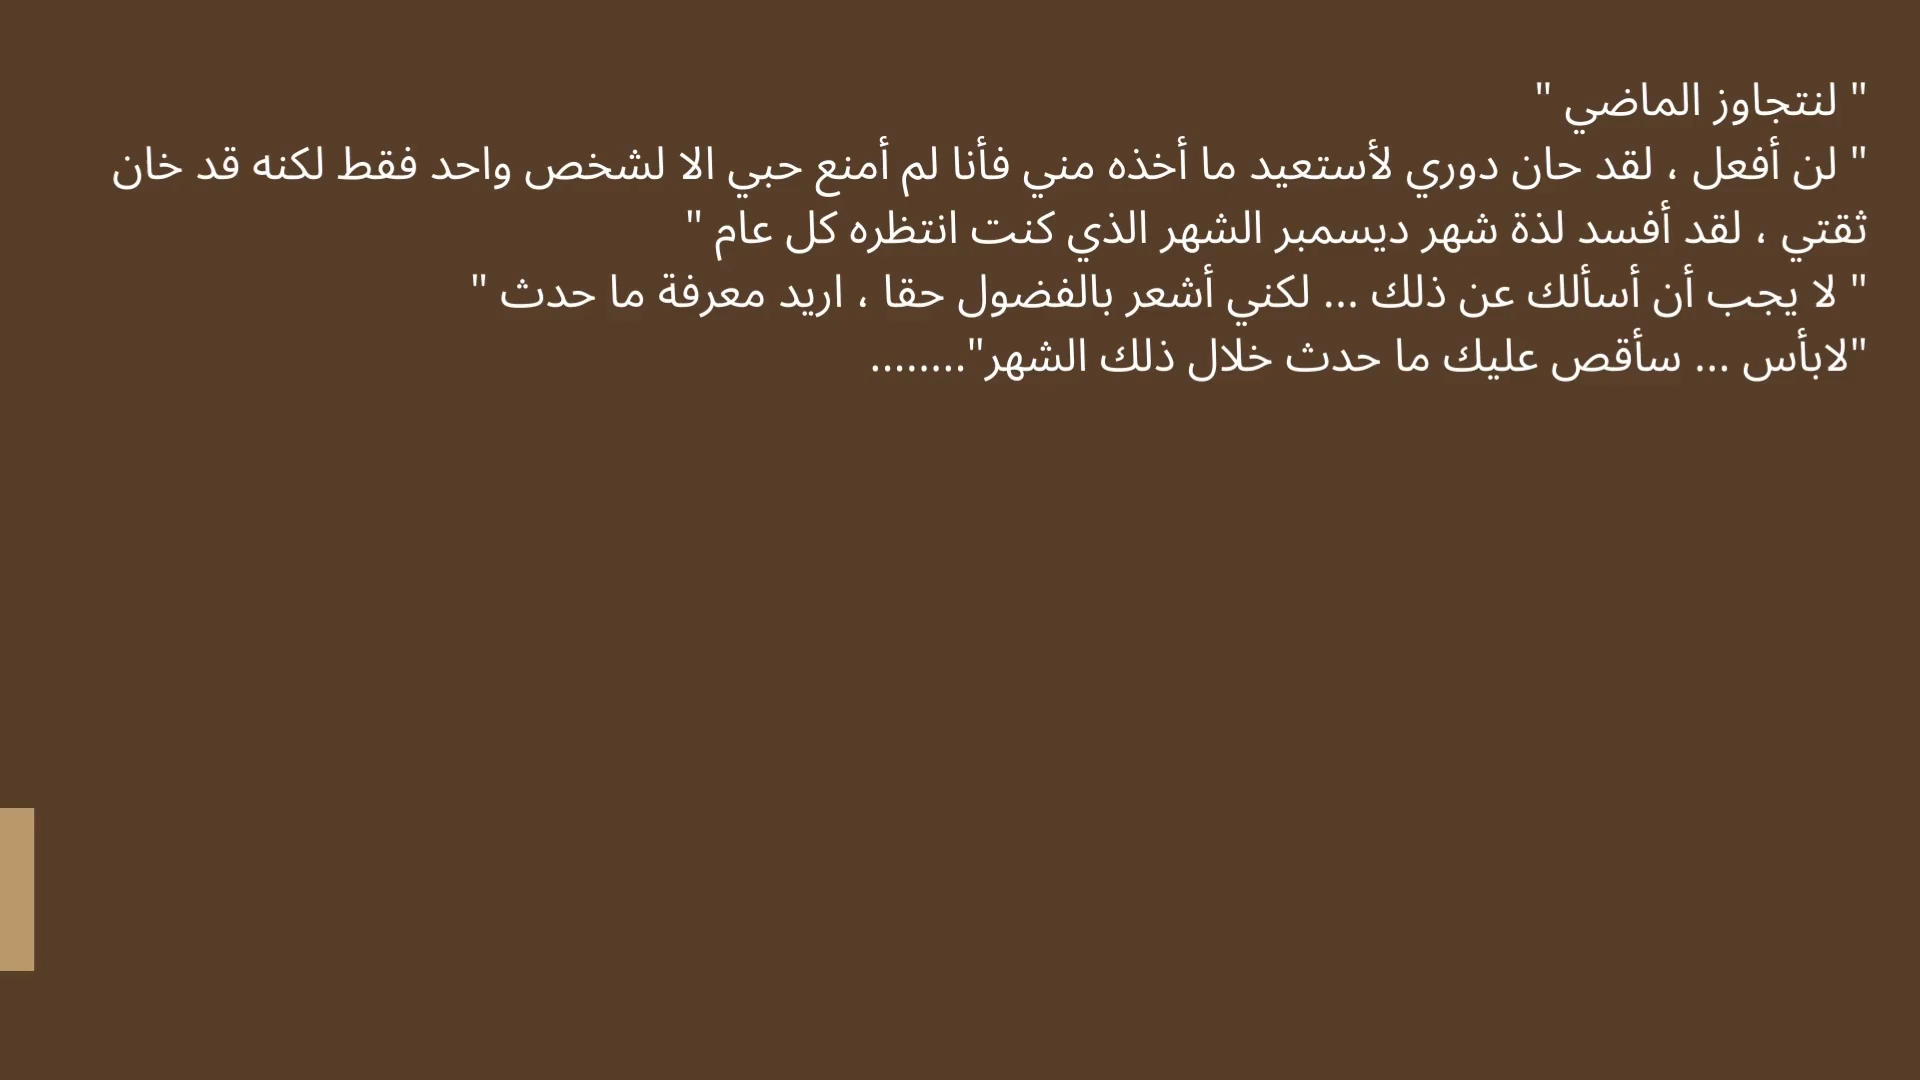 " لنتجاوز الماضي "
" لن أفعل ، لقد حان دوري لأستعيد ما أخذه مني فأنا لم أمنع حبي الا لشخص واحد فقط لكنه قد خان
ثقتي ، لقد أفسد لذة شهر ديسمبر الشهر الذي كنت انتظره كل عام "
" لا يجب أن أسألك عن ذلك ... لكني أشعر بالفضول حقا ، اريد معرفة ما حدث "
"لابأس ... سأقص عليك ما حدث خلال ذلك الشهر"........